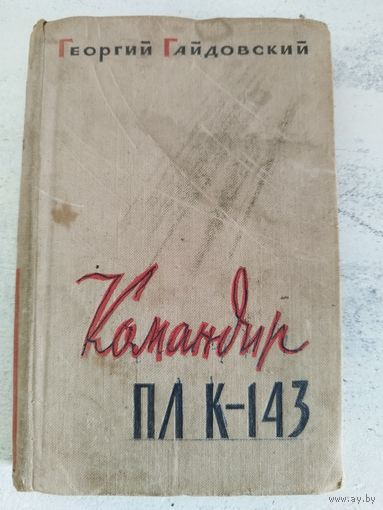 Георгий Гайдовский
Командир
ПЛ К-143
www.ay.by